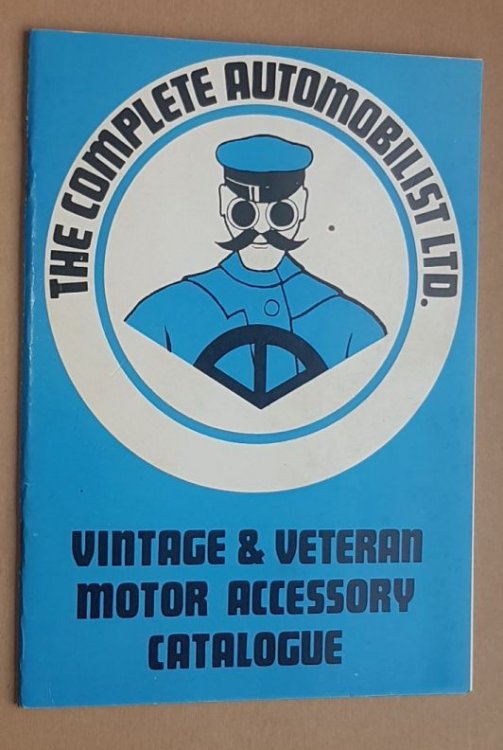 THE COMPLETE AUTOMOBILIST LTD.
VINTAGE & VETERAN
MOTOR ACCESSORY
CATALOGUE